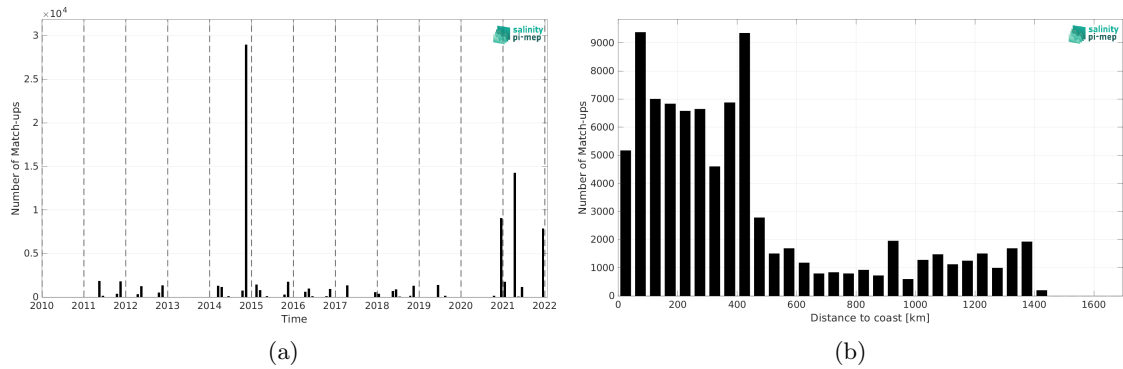 ×10⁴
3
2.5
2
1.5
1
0.5
0
Number of Match-ups
2010 2011 2012 2013 2014 2015 2016 2017 2018 2019 2020 2021 2022
Time
salinity
pi-mep
(a)
9000
8000
7000
6000
5000
4000
3000
2000
1000
0
Number of Match-ups
0 200 400 600 800 1000 1200 1400 1600
Distance to coast [km]
salinity
pi-mep
(b)